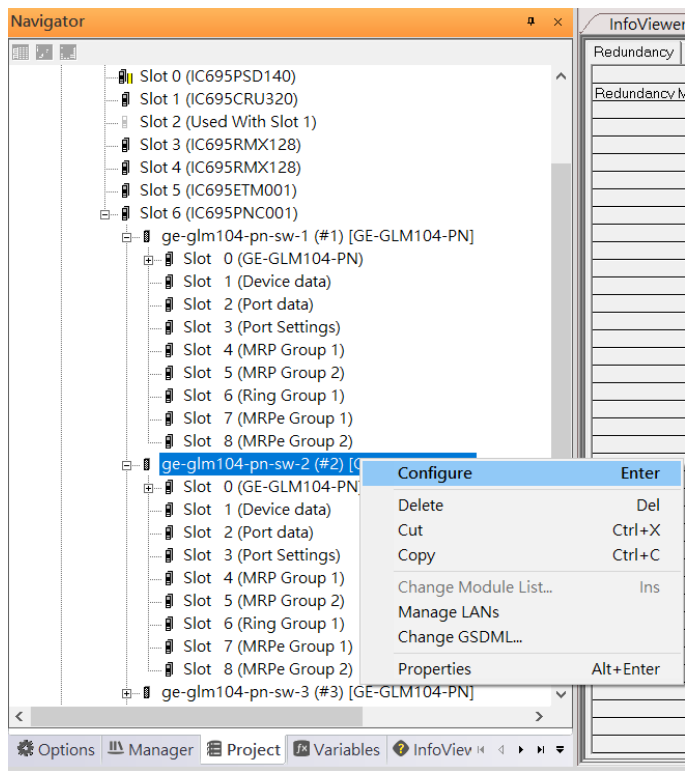 Navigator
InfoViewer
Redundancy
Redundancy M
Slot 0 (IC695PSD140)
Slot 1 (IC695CRU320)
Slot 2 (Used With Slot 1)
Slot 3 (IC695RMX128)
Slot 4 (IC695RMX128)
Slot 5 (IC695ETM001)
Slot 6 (IC695PNC001)
ge-glm104-pn-sw-1 (#1) [GE-GLM104-PN]
Slot 0 (GE-GLM104-PN)
Slot 1 (Device data)
Slot 2 (Port data)
Slot 3 (Port Settings)
Slot 4 (MRP Group 1)
Slot 5 (MRP Group 2)
Slot 6 (Ring Group 1)
Slot 7 (MRPe Group 1)
Slot 8 (MRPe Group 2)
ge-glm104-pn-sw-2 (#2) [G
Slot 0 (GE-GLM104-PN
Slot 1 (Device data)
Slot 2 (Port data)
Slot 3 (Port Settings)
Slot 4 (MRP Group 1)
Slot 5 (MRP Group 2)
Slot 6 (Ring Group 1)
Slot 7 (MRPe Group 1)
Slot 8 (MRPe Group 2)
ge-glm104-pn-sw-3 (#3) [GE-GLM104-PN]
Configure Enter
Delete Del
Cut Ctrl+X
Copy Ctrl+C
Change Module List... Ins
Manage LANs
Change GSDML...
Properties Alt+Enter
Options Manager Project Variables InfoView